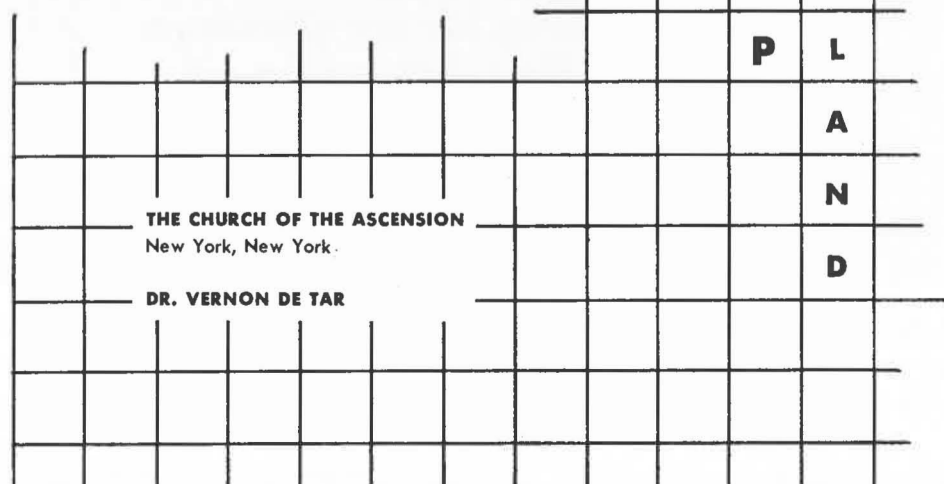 P L
A
N
D
THE CHURCH OF THE ASCENSION
New York, New York
DR. VERNON DE TAR